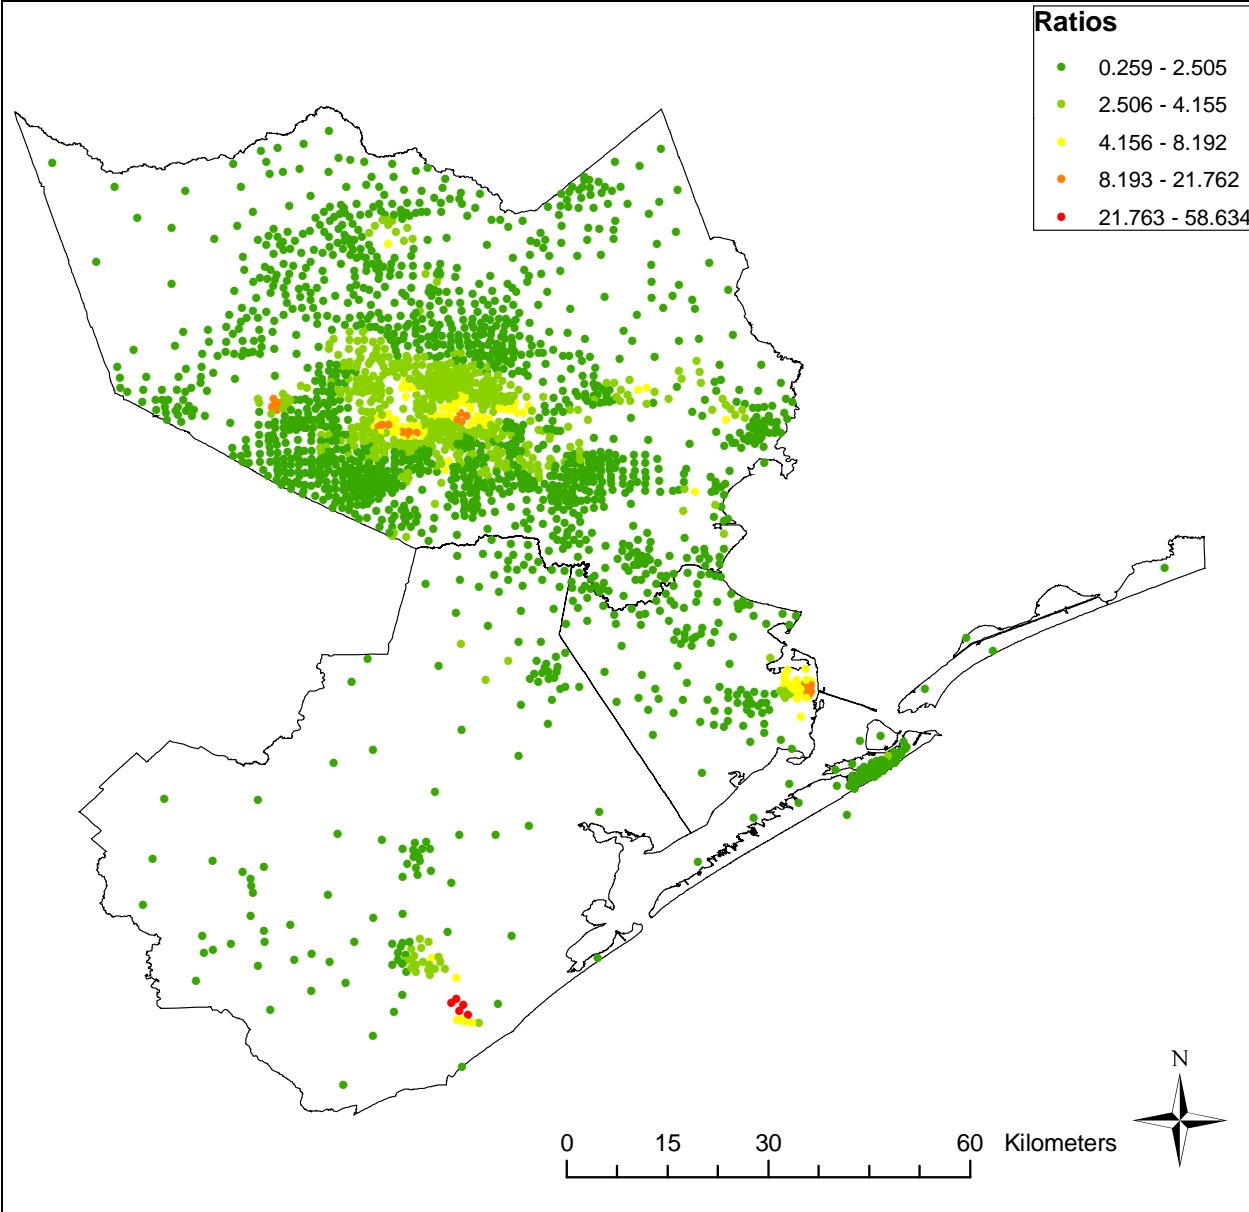 Ratios
0.259 - 2.505
2.506 - 4.155
4.156 - 8.192
8.193 - 21.762
21.763 - 58.634
N
0 15 30 60 Kilometers